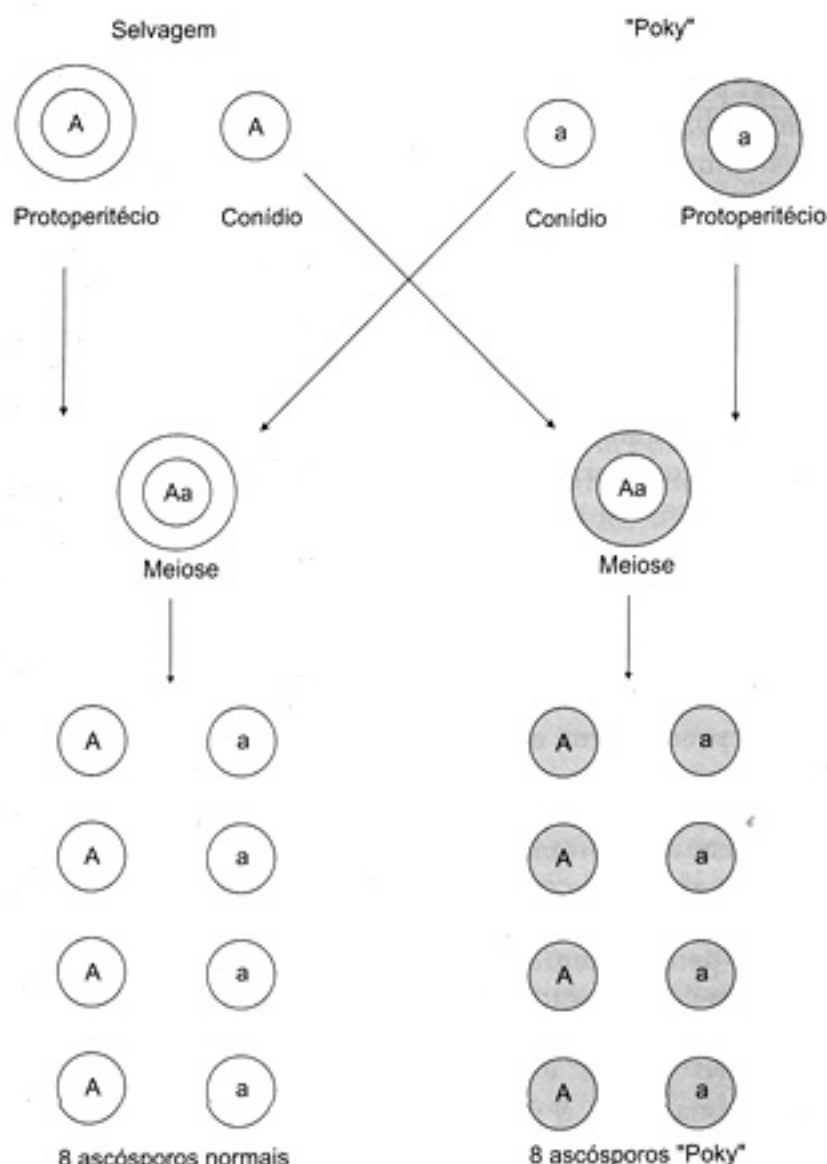 Selvagem "Poky"
A A a a
Protoperitécio Conídio Conídio Protoperitécio
Aa Aa
Meiose Meiose
A a A a
A a A a
A a A a
A a A a
8 ascósporos normais 8 ascósporos "Poky"